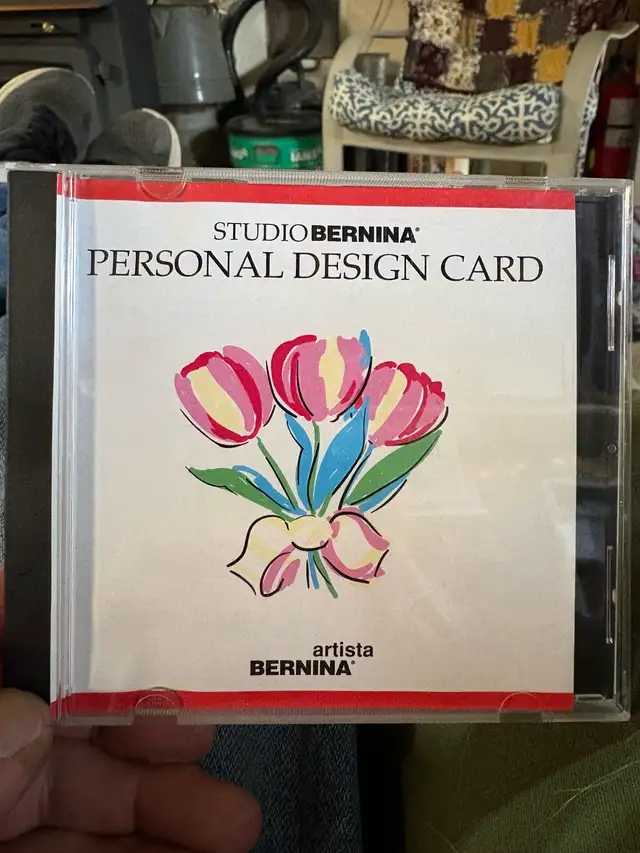 STUDIO BERNINA®
PERSONAL DESIGN CARD
artista
BERNINA®